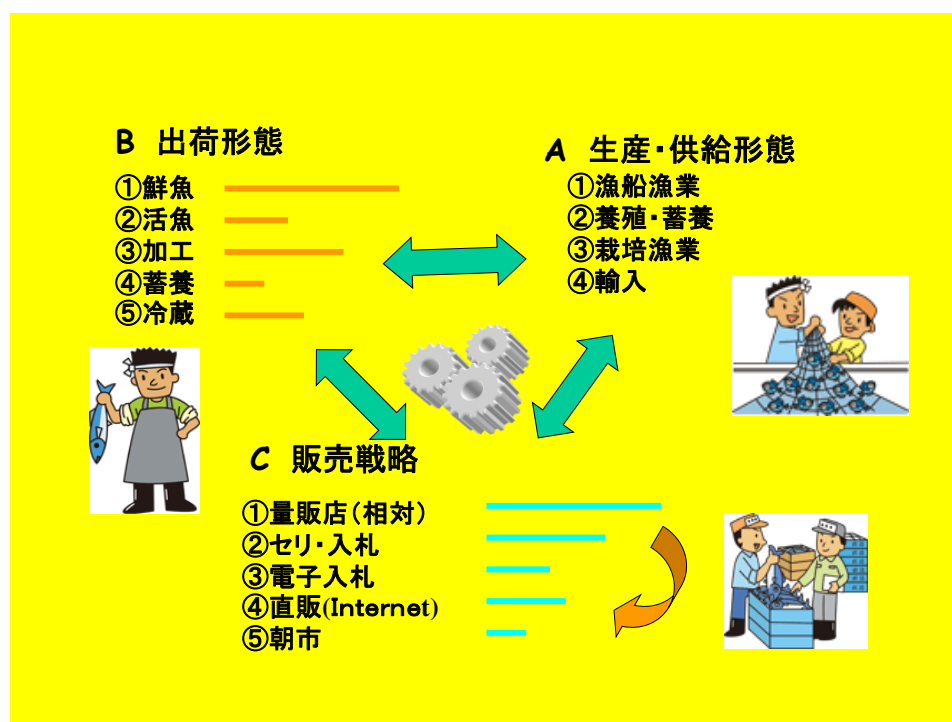 B 出荷形態
①鮮魚
②活魚
③加工
④蓄養
⑤冷蔵
A 生産・供給形態
①漁船漁業
②養殖・蓄養
③栽培漁業
④輸入
C 販売戦略
①量販店（相対）
②セリ・入札
③電子入札
④直販(Internet)
⑤朝市